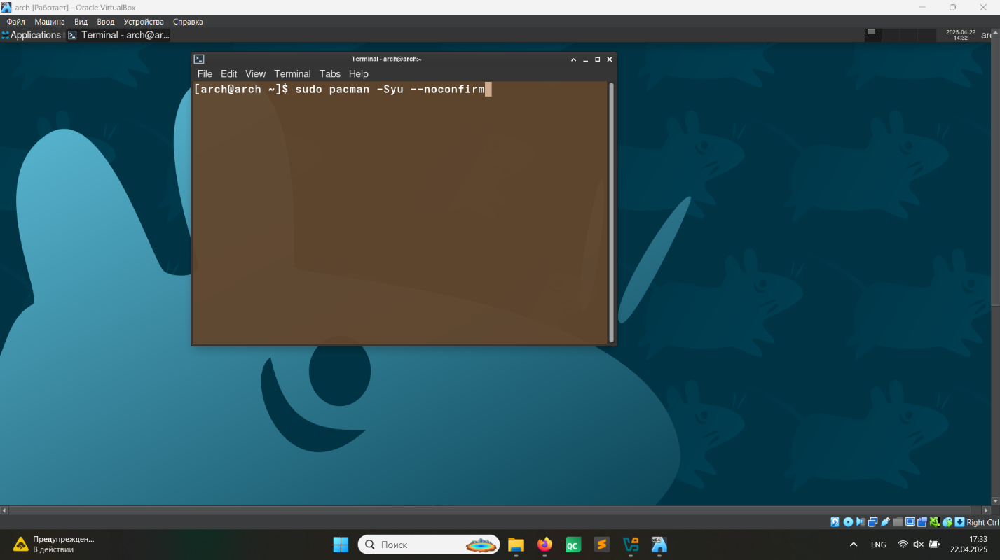 arch [Работает] - Oracle VirtualBox
Файл Машина Вид Ввод Устройства Справка
Applications Terminal - arch@ar... 2025-04-22
14:32
Terminal - arch@arch:~
File Edit View Terminal Tabs Help
[arch@arch ~]$ sudo pacman -Syu --noconfirm
Right Ctrl
Предупрежден...
В действии
Поиск
QC
X64
ENG
17:33
22.04.2025